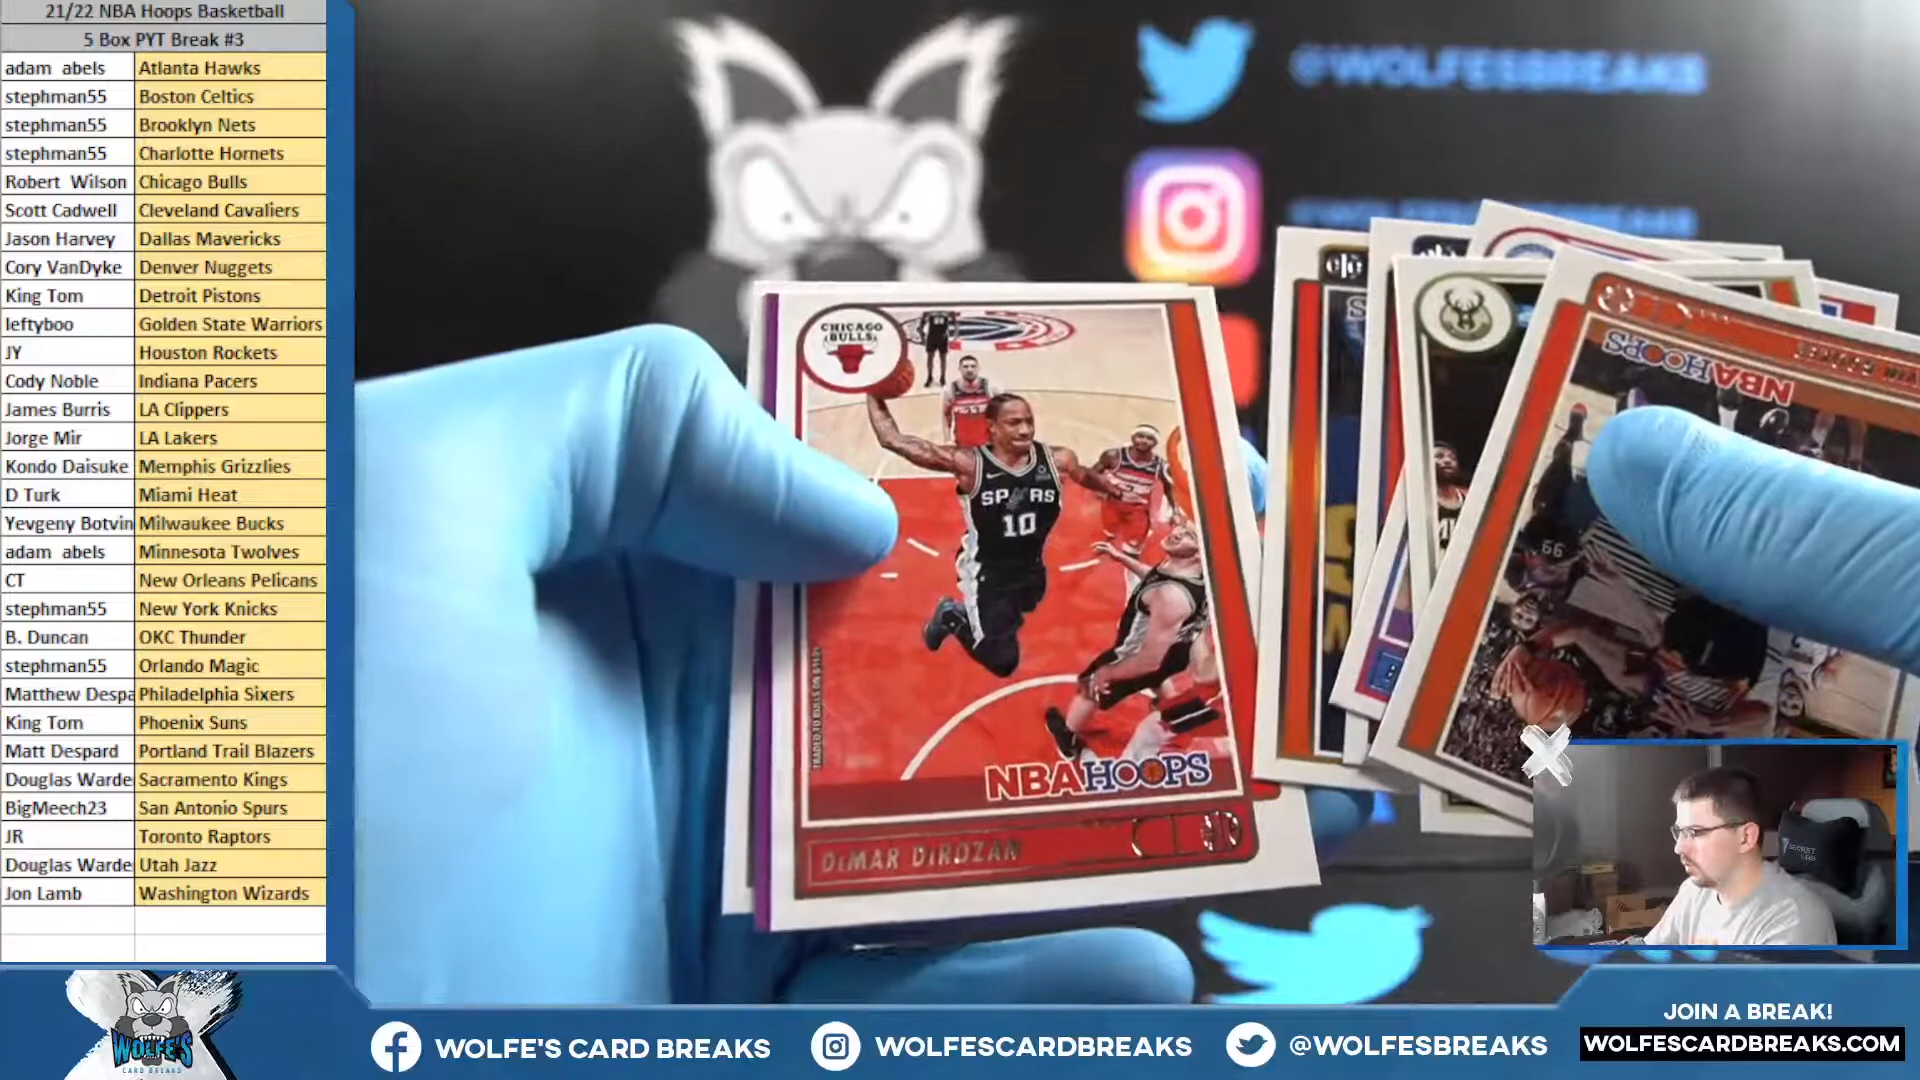 21/22 NBA Hoops Basketball
5 Box PYT Break #3
adam abels Atlanta Hawks
stephman55 Boston Celtics
stephman55 Brooklyn Nets
stephman55 Charlotte Hornets
Robert Wilson Chicago Bulls
Scott Cadwell Cleveland Cavaliers
Jason Harvey Dallas Mavericks
Cory VanDyke Denver Nuggets
King Tom Detroit Pistons
leftyboo Golden State Warriors
JY Houston Rockets
Cody Noble Indiana Pacers
James Burris LA Clippers
Jorge Mir LA Lakers
Kondo Daisuke Memphis Grizzlies
D Turk Miami Heat
Yevgeny Botvin Milwaukee Bucks
adam abels Minnesota Twolves
CT New Orleans Pelicans
stephman55 New York Knicks
B. Duncan OKC Thunder
stephman55 Orlando Magic
Matthew Despa Philadelphia Sixers
King Tom Phoenix Suns
Matt Despard Portland Trail Blazers
Douglas Warde Sacramento Kings
BigMeech23 San Antonio Spurs
JR Toronto Raptors
Douglas Warde Utah Jazz
Jon Lamb Washington Wizards
@WOLFESBREAKS
CHICAGO
BULLS
SPURS
10
NBA HOOPS
DeMAR DeROZAN
NBA HOOPS
66
SECRET
LAB
WOLFE'S
CARD BREAKS
WOLFE'S CARD BREAKS
WOLFESCARDBREAKS
@WOLFESBREAKS
JOIN A BREAK!
WOLFESCARDBREAKS.COM